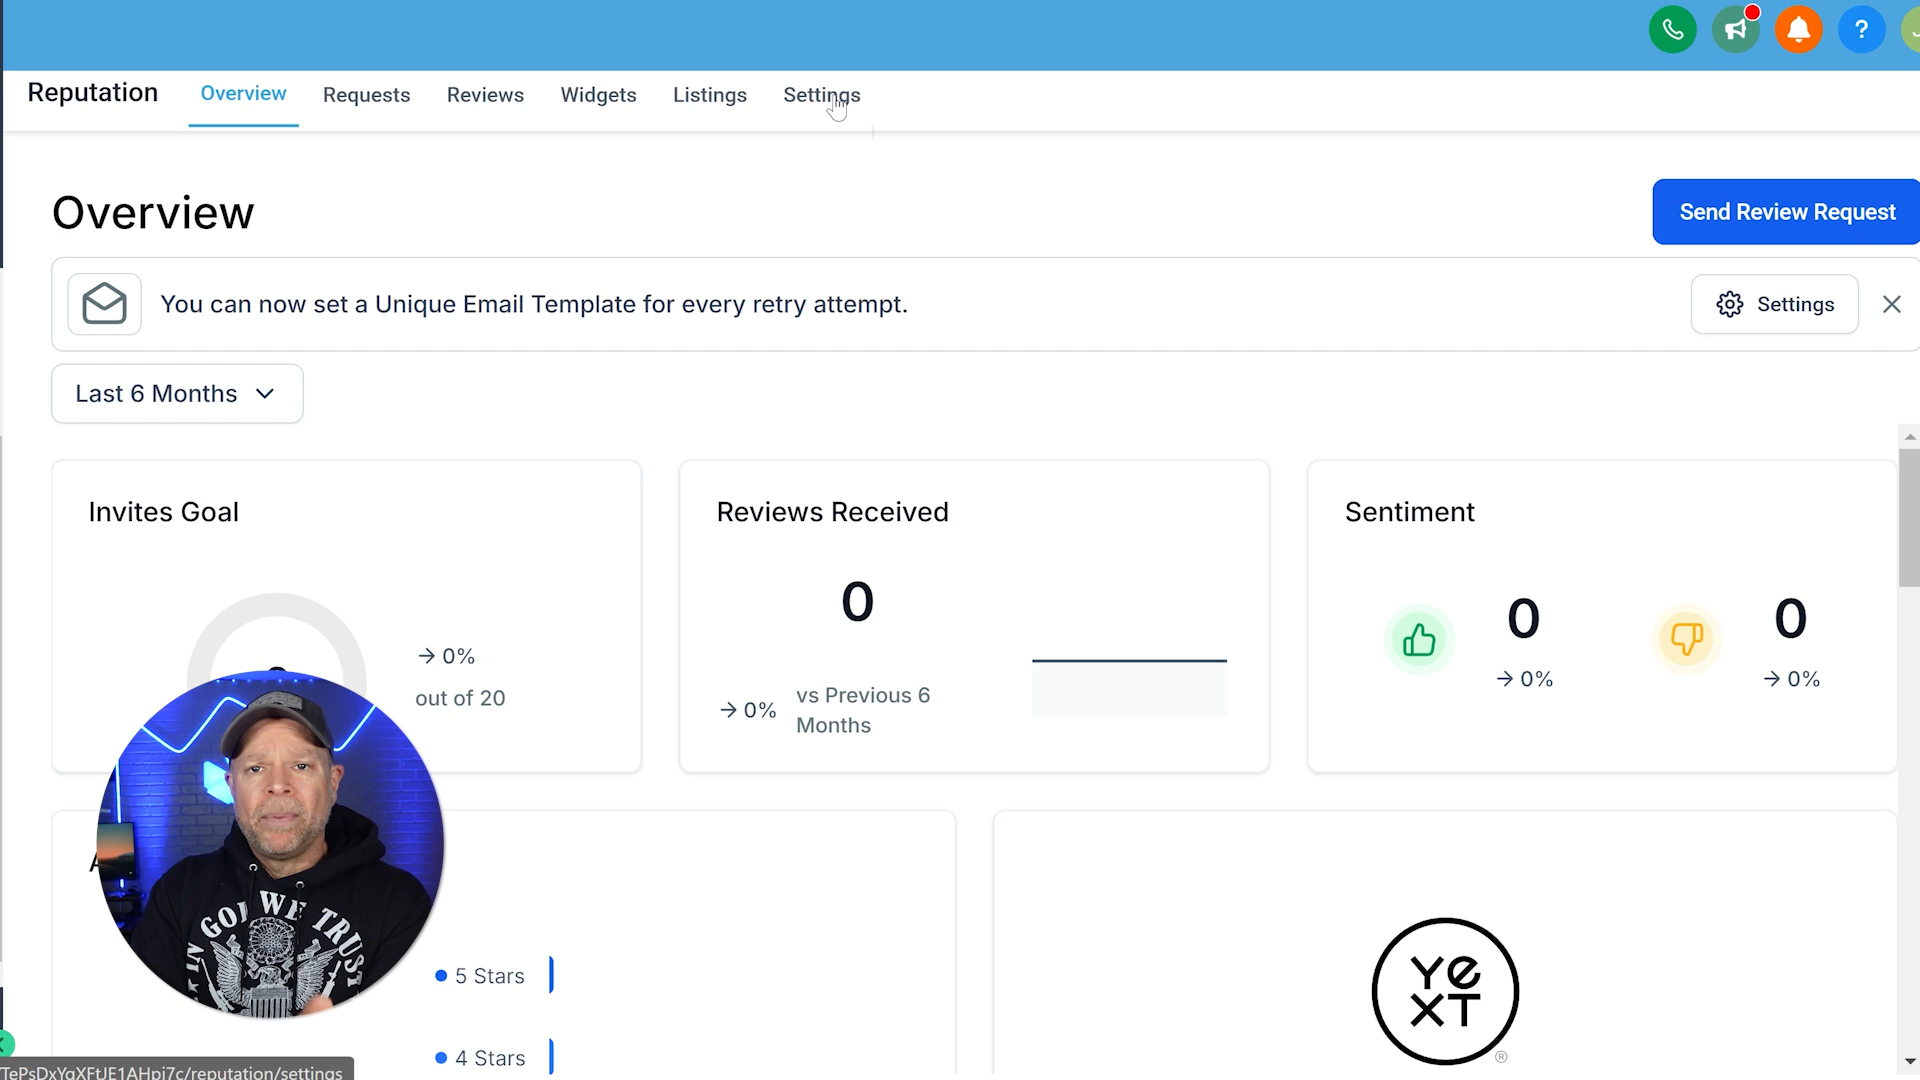 Reputation
Overview
Requests
Reviews
Widgets
Listings
Settings
Overview
Send Review Request
You can now set a Unique Email Template for every retry attempt.
Settings
Last 6 Months
Invites Goal
→ 0%
out of 20
Reviews Received
0
→ 0%
vs Previous 6
Months
Sentiment
0
→ 0%
0
→ 0%
IN GOD WE TRUST
5 Stars
4 Stars
YEXT
®
TePsDxYqXFtUE1AHpi7c/reputation/settings